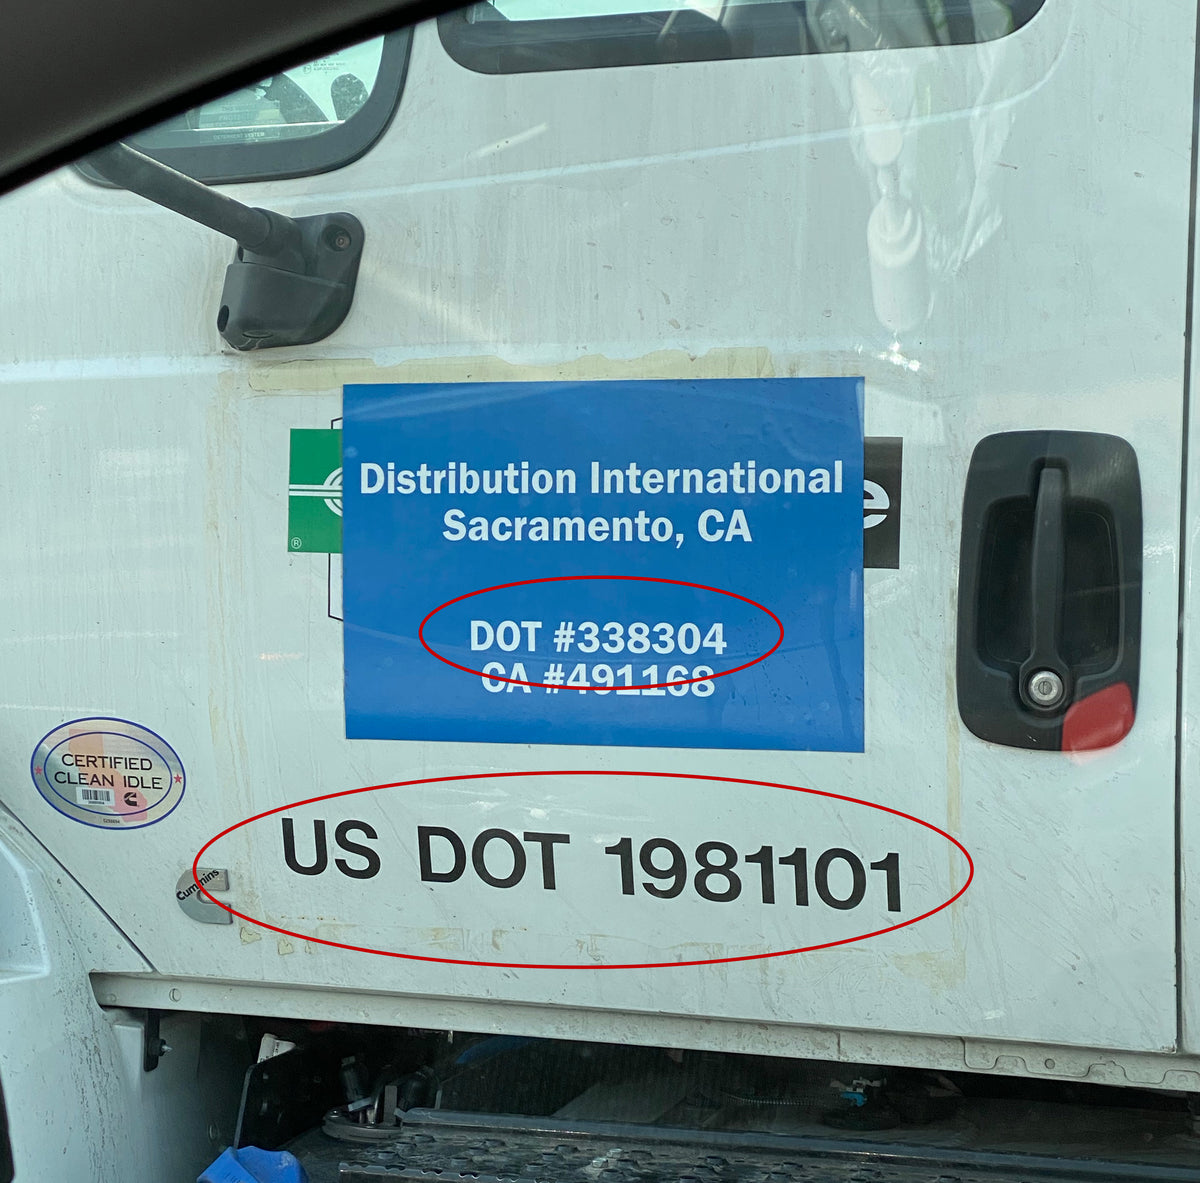 Distribution International
Sacramento, CA
e
®
DOT #338304
CA #491168
CERTIFIED
CLEAN IDLE
US DOT 1981101
Cummins